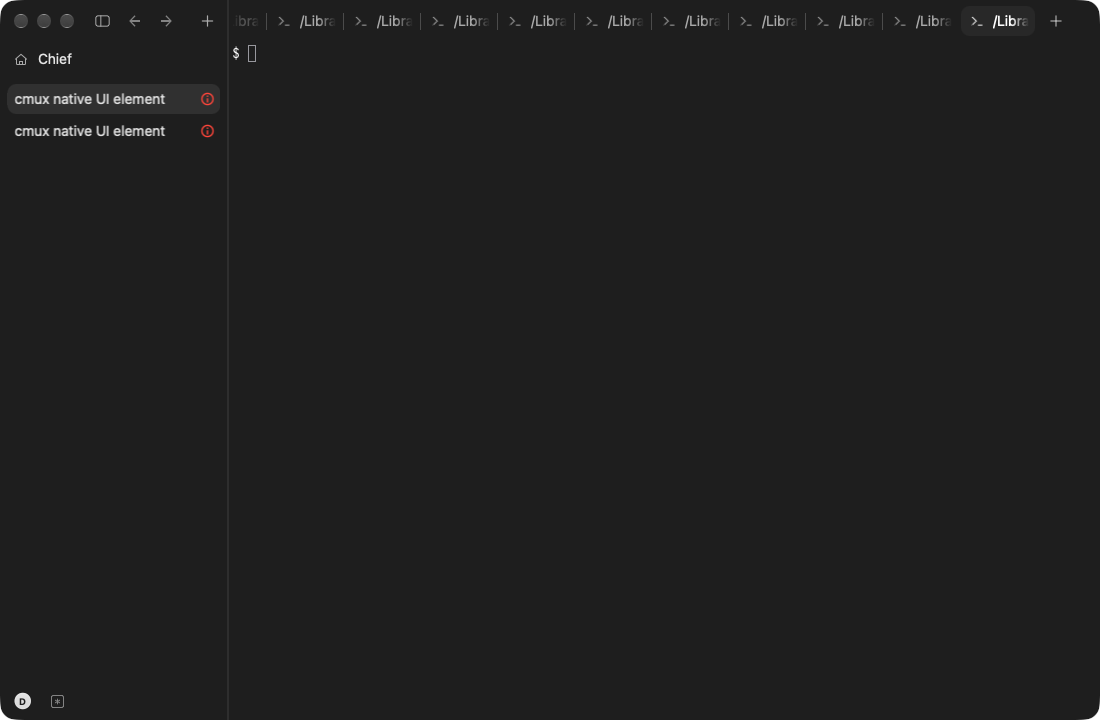 ibra >_ /Libra >_ /Libra >_ /Libra >_ /Libra >_ /Libra >_ /Libra >_ /Libra >_ /Libra >_ /Libra >_ /Libra
Chief
$
cmux native UI element
cmux native UI element
D